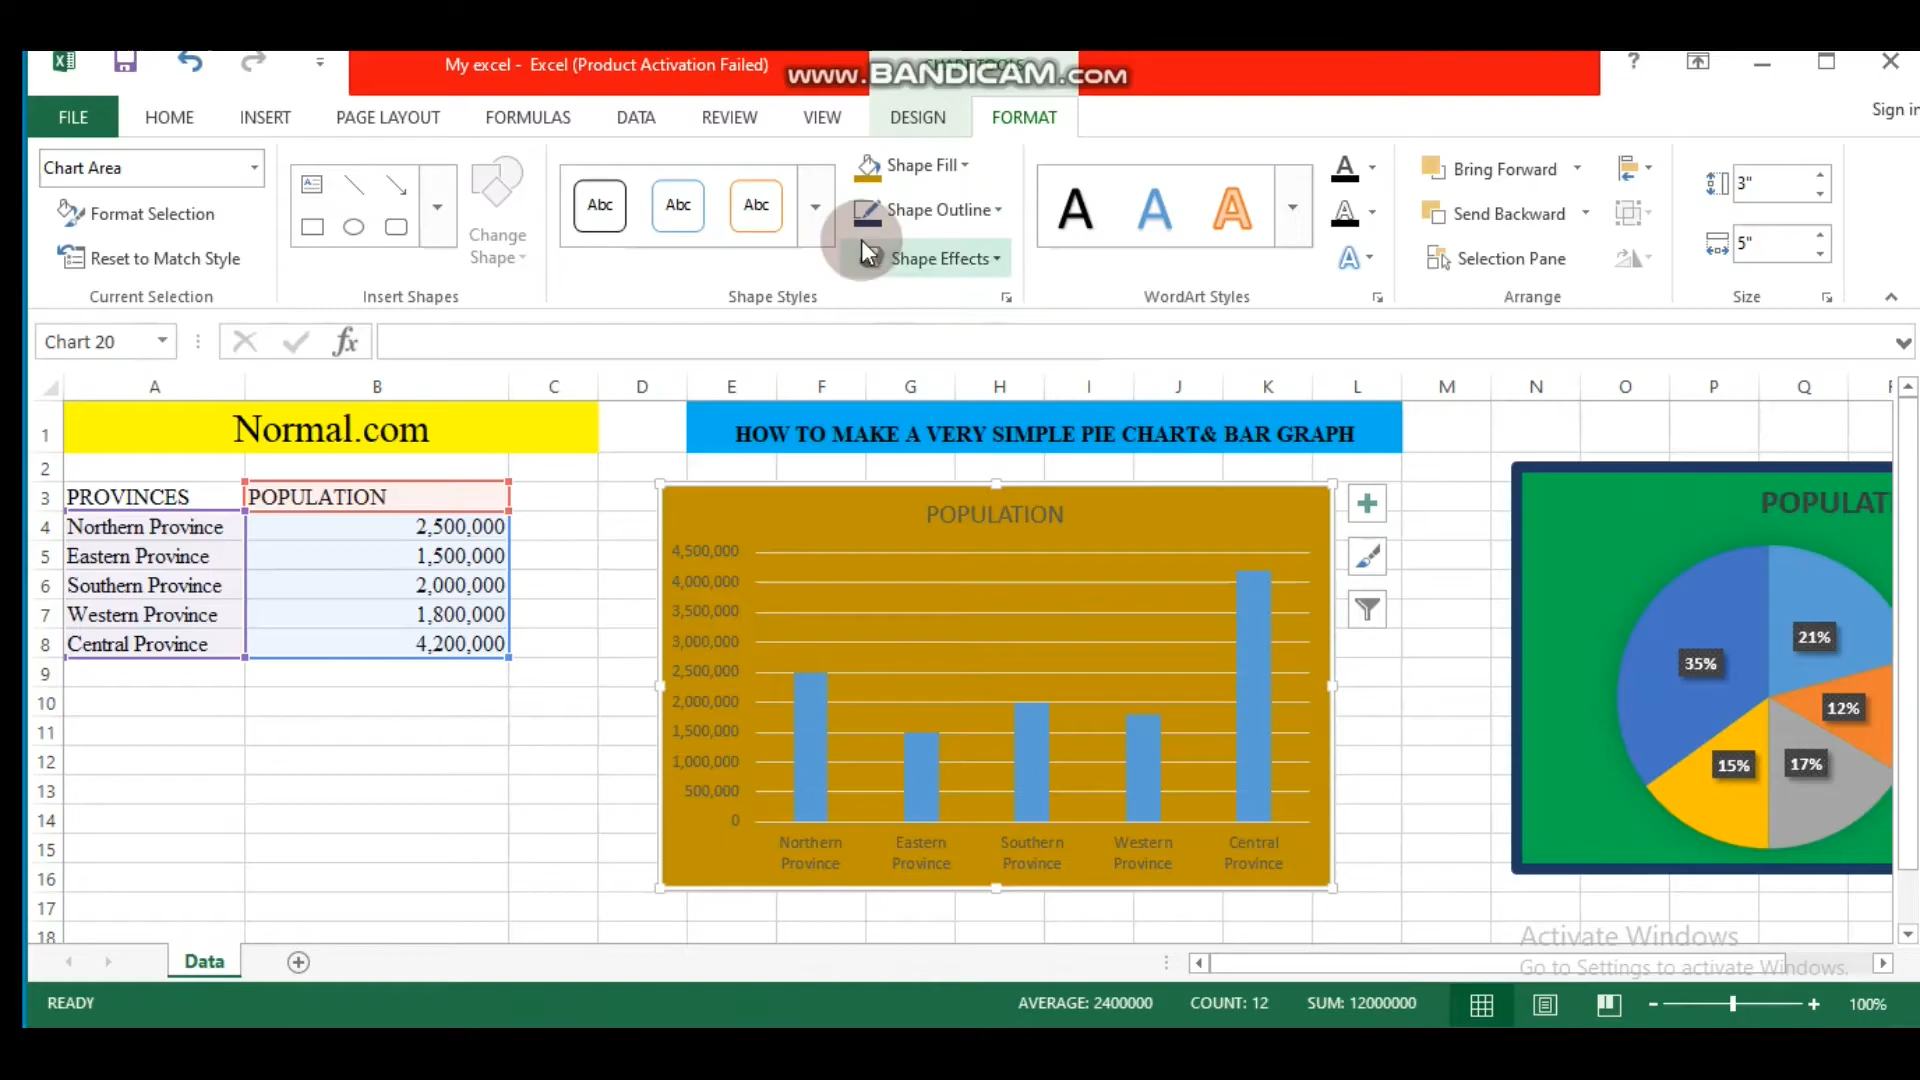 My excel - Excel (Product Activation Failed)
www.BANDICAM.com
?
Sign in
FILE
HOME
INSERT
PAGE LAYOUT
FORMULAS
DATA
REVIEW
VIEW
DESIGN
FORMAT
Chart Area
Format Selection
Reset to Match Style
Current Selection
Change
Shape
Insert Shapes
Abc
Abc
Abc
Shape Fill
Shape Outline
Shape Effects
Shape Styles
A
A
A
WordArt Styles
Bring Forward
Send Backward
Selection Pane
Arrange
3"
5"
Size
Chart 20
fx
A B C D E F G H I J K L M N O P Q
1
2
3
4
5
6
7
8
9
10
11
12
13
14
15
16
17
18
Normal.com
HOW TO MAKE A VERY SIMPLE PIE CHART& BAR GRAPH
PROVINCES POPULATION
Northern Province 2,500,000
Eastern Province 1,500,000
Southern Province 2,000,000
Western Province 1,800,000
Central Province 4,200,000
POPULATION
4,500,000
4,000,000
3,500,000
3,000,000
2,500,000
2,000,000
1,500,000
1,000,000
500,000
0
Northern Province
Eastern Province
Southern Province
Western Province
Central Province
POPULAT
21%
35%
12%
15%
17%
Activate Windows
Go to Settings to activate Windows.
Data
READY
AVERAGE: 2400000
COUNT: 12
SUM: 12000000
100%